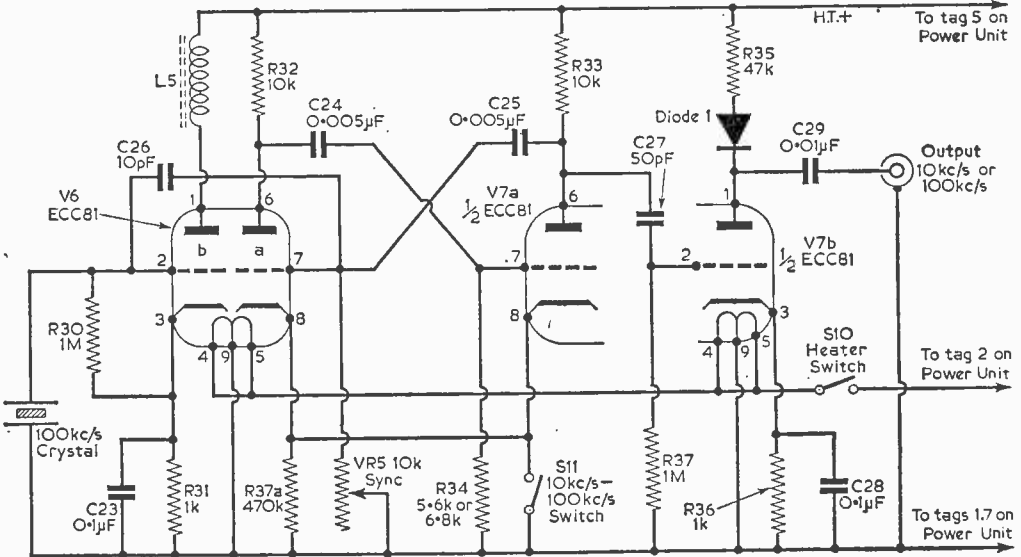 H.T.+
To tag 5 on
Power Unit
L5
R32
10k
R33
10k
R35
47k
C24
0·005µF
C25
0·005µF
Diode 1
C26
10pF
C27
50pF
C29
0·01µF
Output
10kc/s or
100kc/s
V6
ECC81
1
6
b
a
V7a
½ ECC81
6
1
V7b
½
ECC81
2
7
7
2
3
8
8
3
4
9
5
4
9
5
R30
1M
S10
Heater
Switch
To tag 2 on
Power Unit
100kc/s
Crystal
C23
0·1µF
R31
1k
R37a
470k
VR5 10k
Sync
R34
5·6k or
6·8k
S11
10kc/s–
100kc/s
Switch
R37
1M
R36
1k
C28
0·1µF
To tags 1.7 on
Power Unit